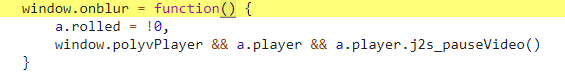 window.onblur = function() {
    a.rolled = !0,
    window.polyvPlayer && a.player && a.player.j2s_pauseVideo()
}